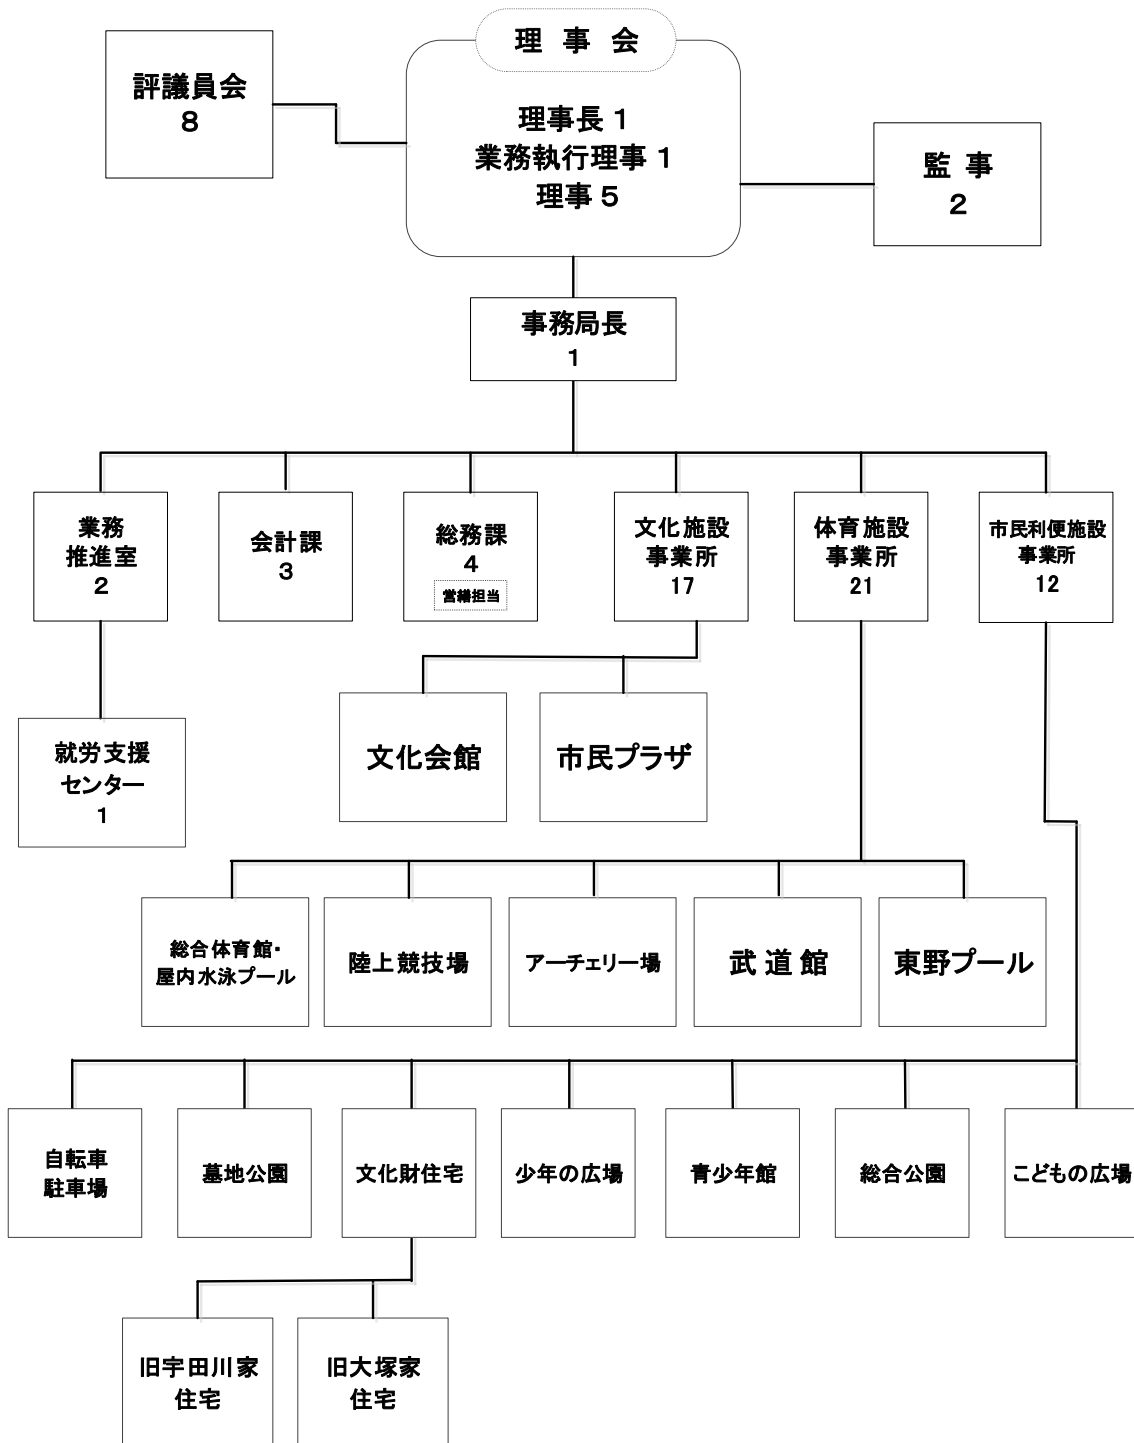 理 事 会
評議員会
8
理事長 1
業務執行理事 1
理事 5
監 事
2
事務局長
1
業務
推進室
2
会計課
3
総務課
4
営繕担当
文化施設
事業所
17
体育施設
事業所
21
市民利便施設
事業所
12
就労支援
センター
1
文化会館
市民プラザ
総合体育館・
屋内水泳プール
陸上競技場
アーチェリー場
武 道 館
東野プール
自転車
駐車場
墓地公園
文化財住宅
少年の広場
青少年館
総合公園
こどもの広場
旧宇田川家
住宅
旧大塚家
住宅